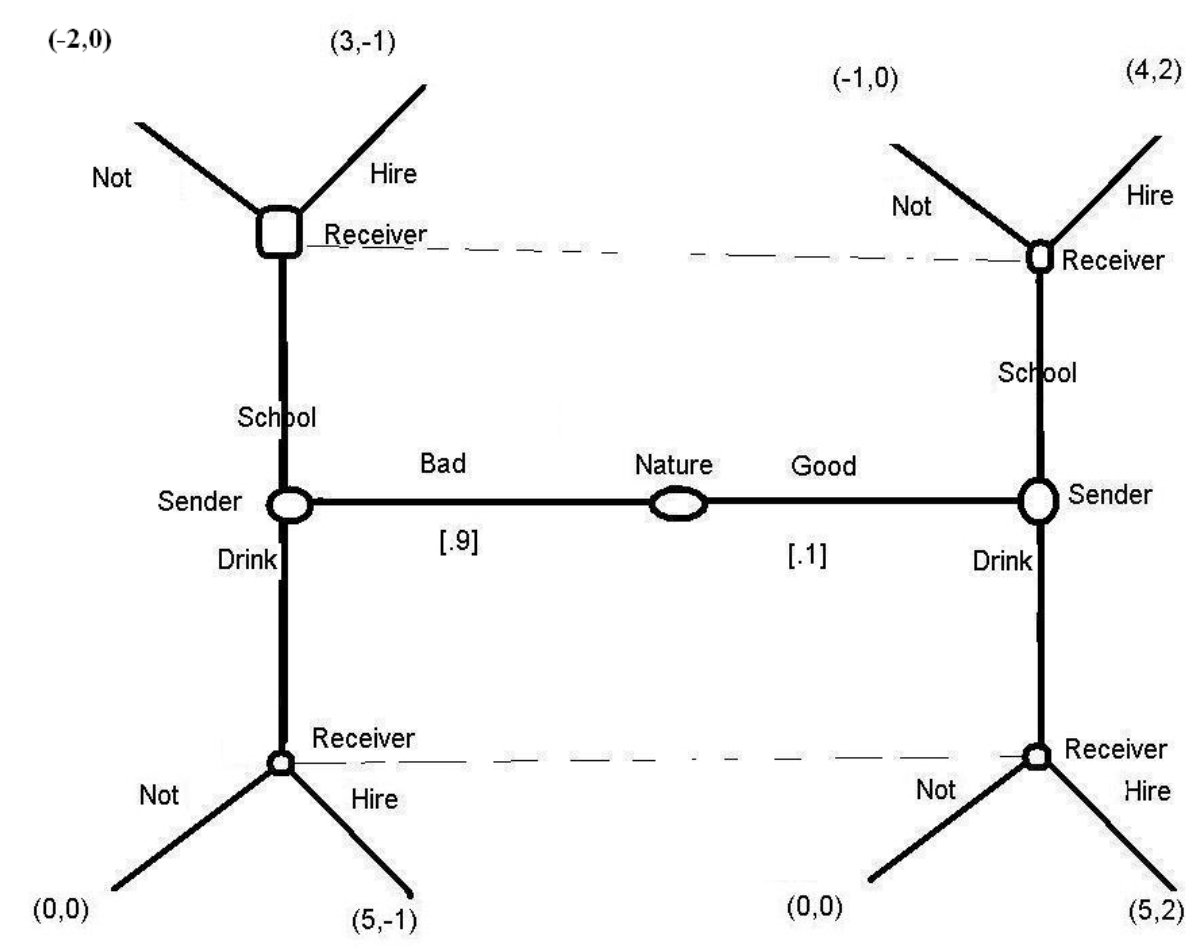 (-2,0)
(3,-1)
(-1,0)
(4,2)
Not
Hire
Not
Hire
Receiver
Receiver
School
School
Bad
Nature
Good
Sender
Sender
[.9]
[.1]
Drink
Drink
Receiver
Receiver
Not
Hire
Not
Hire
(0,0)
(5,-1)
(0,0)
(5,2)